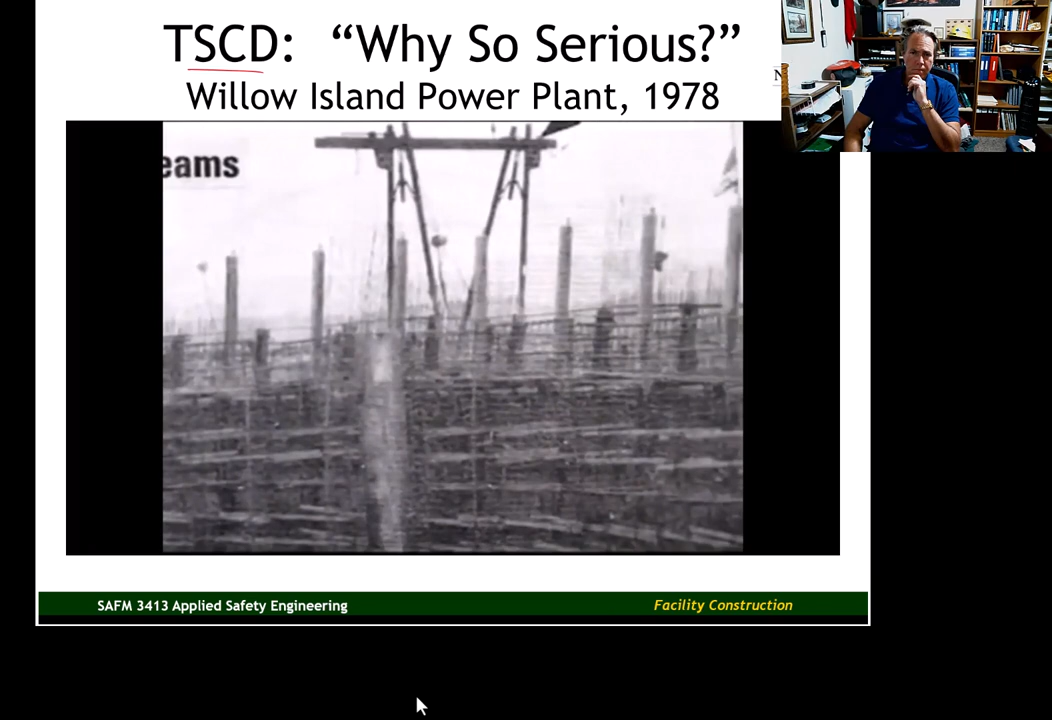 TSCD: “Why So Serious?”
Willow Island Power Plant, 1978
eams
N
SAFM 3413 Applied Safety Engineering
Facility Construction